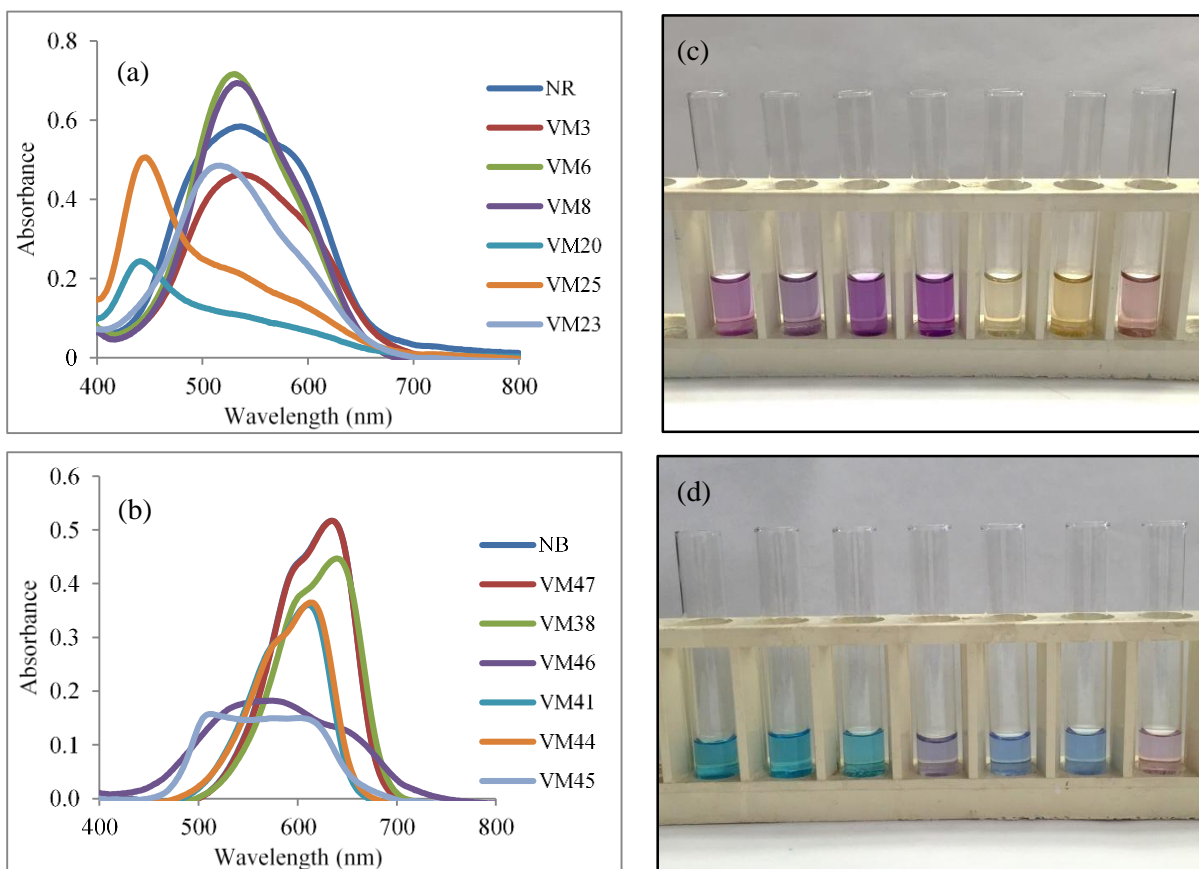 (a)
0.8
0.6
0.4
0.2
0
Absorbance
400 500 600 700 800
Wavelength (nm)
NR
VM3
VM6
VM8
VM20
VM25
VM23
(c)
(b)
0.6
0.5
0.4
0.3
0.2
0.1
0.0
Absorbance
400 500 600 700 800
Wavelength (nm)
NB
VM47
VM38
VM46
VM41
VM44
VM45
(d)